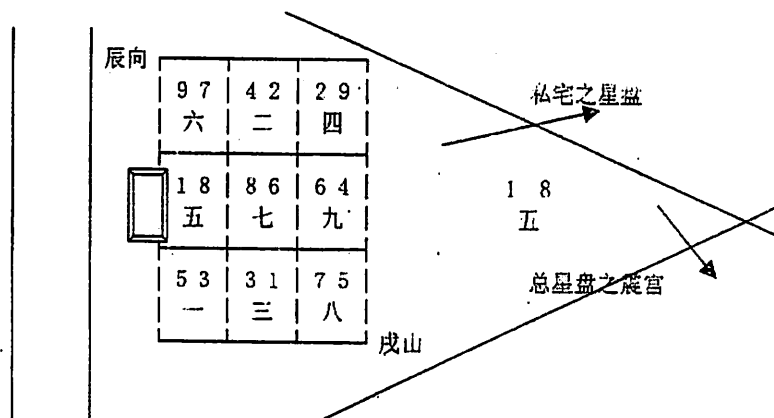 辰向
9 7 4 2 2 9
六 二 四
1 8 8 6 6 4
五 七 九
5 3 3 1 7 5
一 三 八
戌山
私宅之星盘
1 8
五
总星盘之震宫